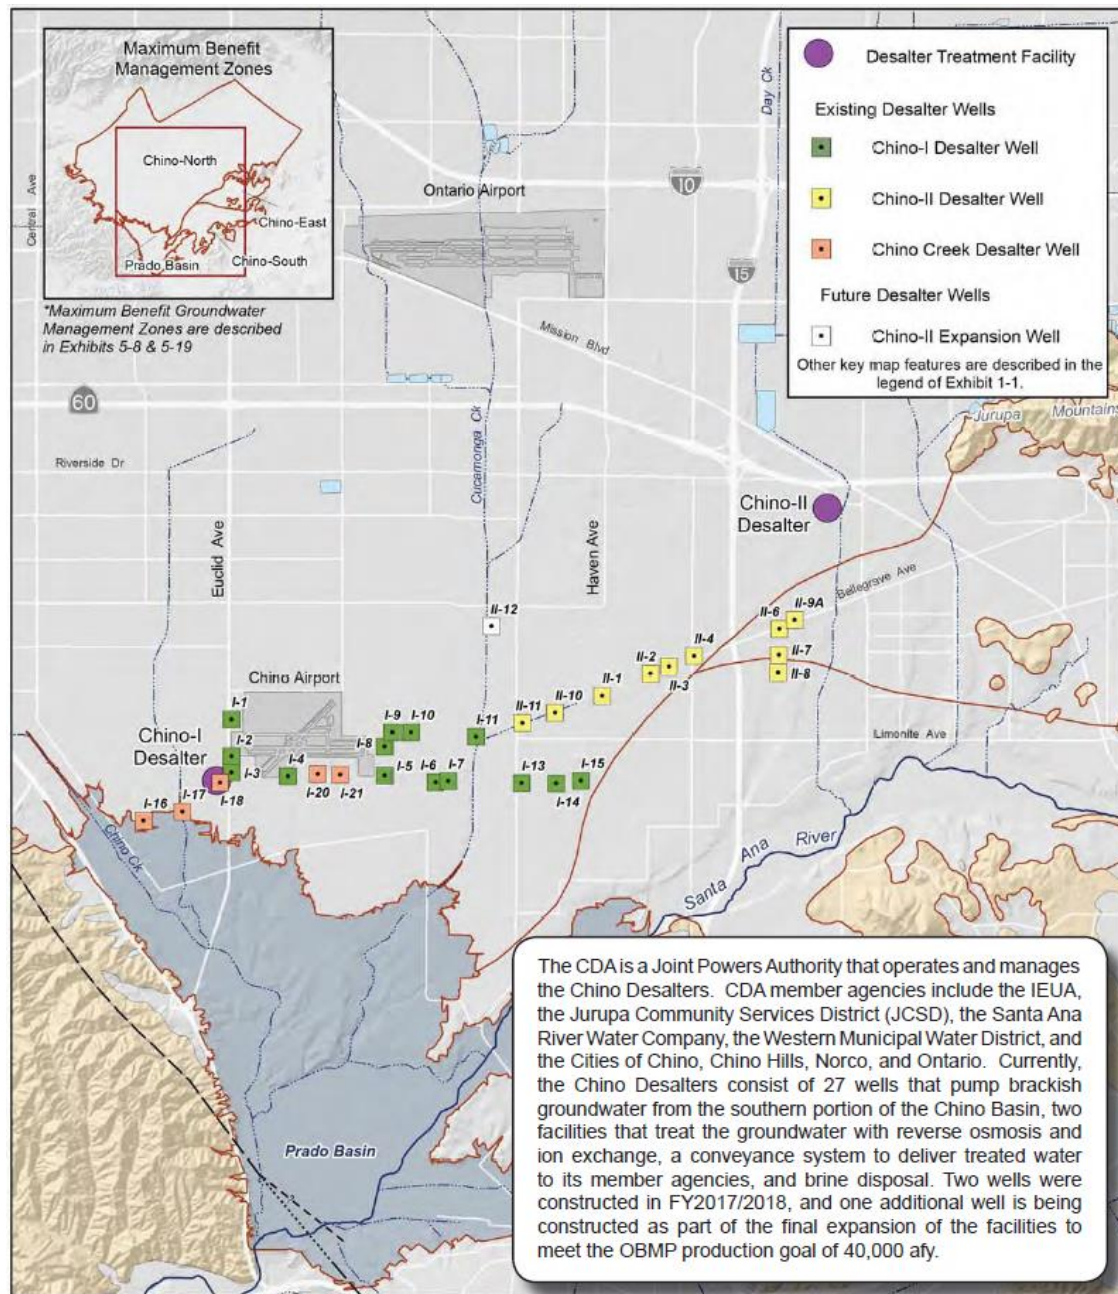 Maximum Benefit
Management Zones
Chino-North
Chino-East
Chino-South
Prado Basin
*Maximum Benefit Groundwater
Management Zones are described
in Exhibits 5-8 & 5-19
Desalter Treatment Facility
Existing Desalter Wells
Chino-I Desalter Well
Chino-II Desalter Well
Chino Creek Desalter Well
Future Desalter Wells
Chino-II Expansion Well
Other key map features are described in the
legend of Exhibit 1-1.
Central Ave
Day Ck
Ontario Airport
10
15
Mission Blvd
60
Cucamonga Ck
Jurupa Mountains
Riverside Dr
Euclid Ave
Haven Ave
Chino-II
Desalter
Bellegrave Ave
II-12
II-9A
II-6
II-4
II-7
II-2
II-3
II-8
II-1
II-10
II-11
Chino Airport
I-1
I-9
I-10
I-11
Limonite Ave
Chino-I
Desalter
I-2
I-8
I-3
I-4
I-5
I-6
I-7
I-13
I-15
I-14
I-20
I-21
I-18
I-17
I-16
Chino Ck
Santa Ana River
Prado Basin
The CDA is a Joint Powers Authority that operates and manages
the Chino Desalters. CDA member agencies include the IEUA,
the Jurupa Community Services District (JCSD), the Santa Ana
River Water Company, the Western Municipal Water District, and
the Cities of Chino, Chino Hills, Norco, and Ontario. Currently,
the Chino Desalters consist of 27 wells that pump brackish
groundwater from the southern portion of the Chino Basin, two
facilities that treat the groundwater with reverse osmosis and
ion exchange, a conveyance system to deliver treated water
to its member agencies, and brine disposal. Two wells were
constructed in FY2017/2018, and one additional well is being
constructed as part of the final expansion of the facilities to
meet the OBMP production goal of 40,000 afy.